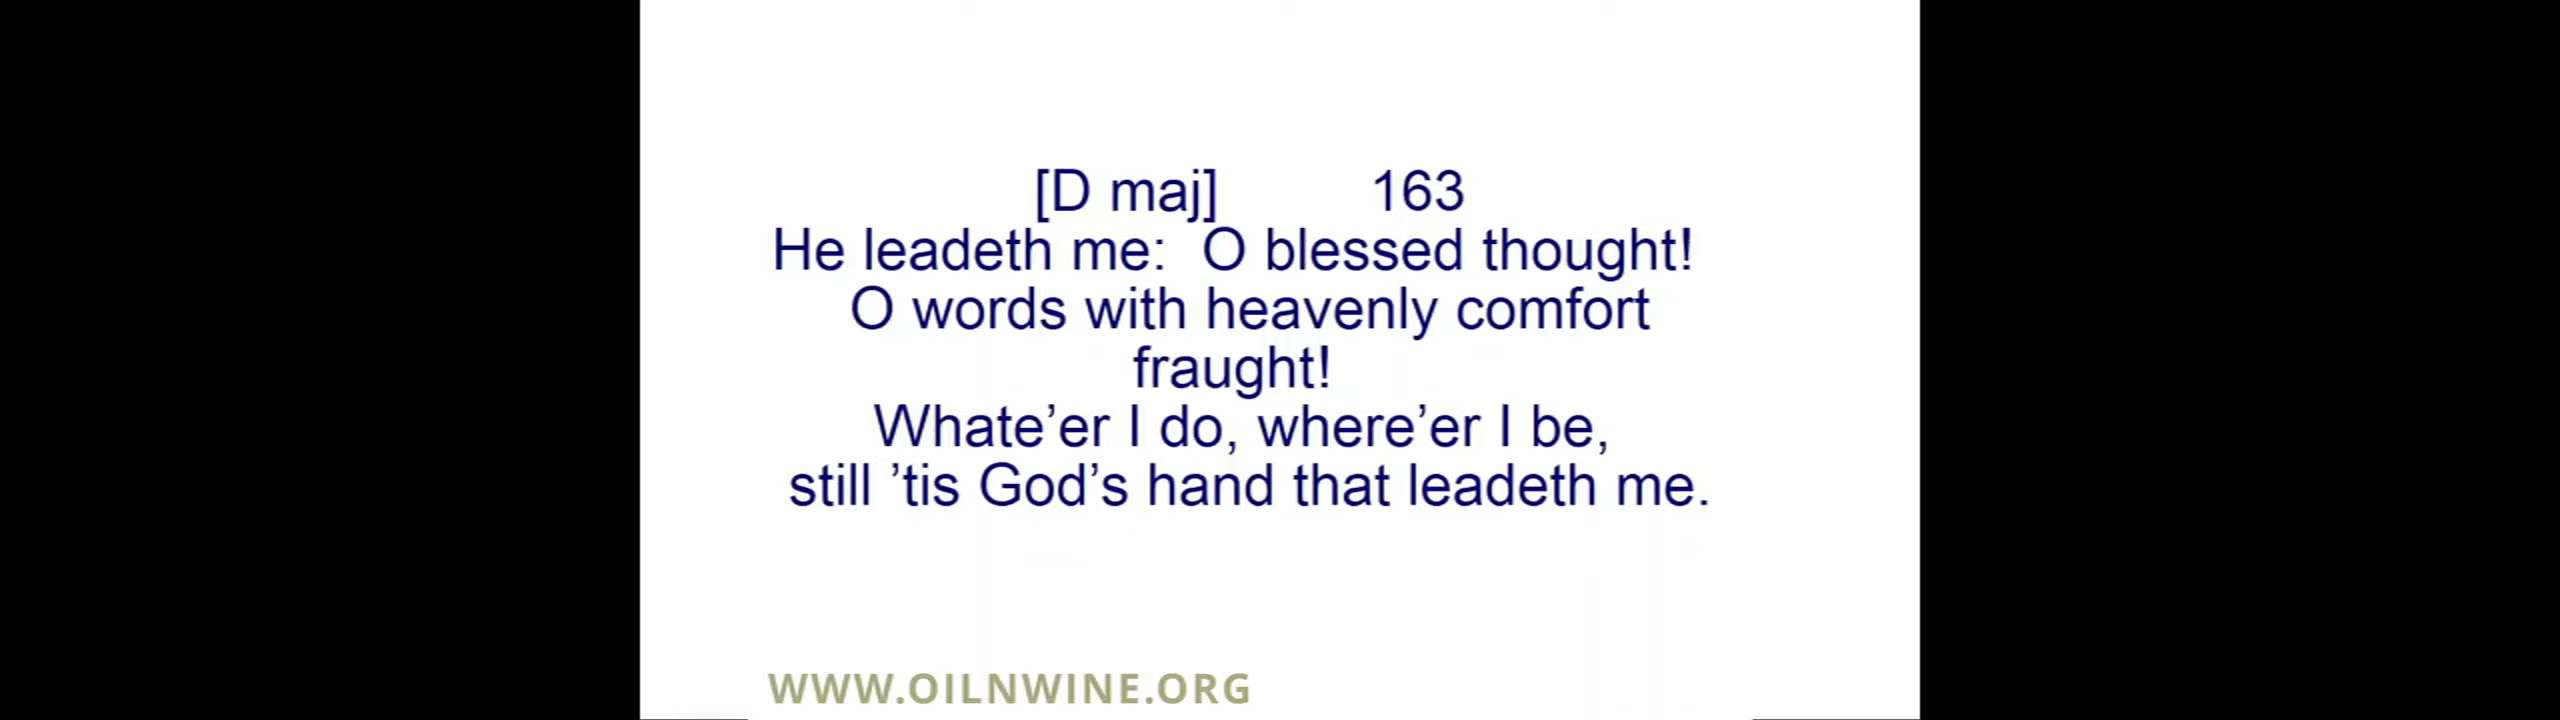 [D maj] 163
He leadeth me: O blessed thought!
O words with heavenly comfort
fraught!
Whate’er I do, where’er I be,
still ’tis God’s hand that leadeth me.
WWW.OILNWINE.ORG